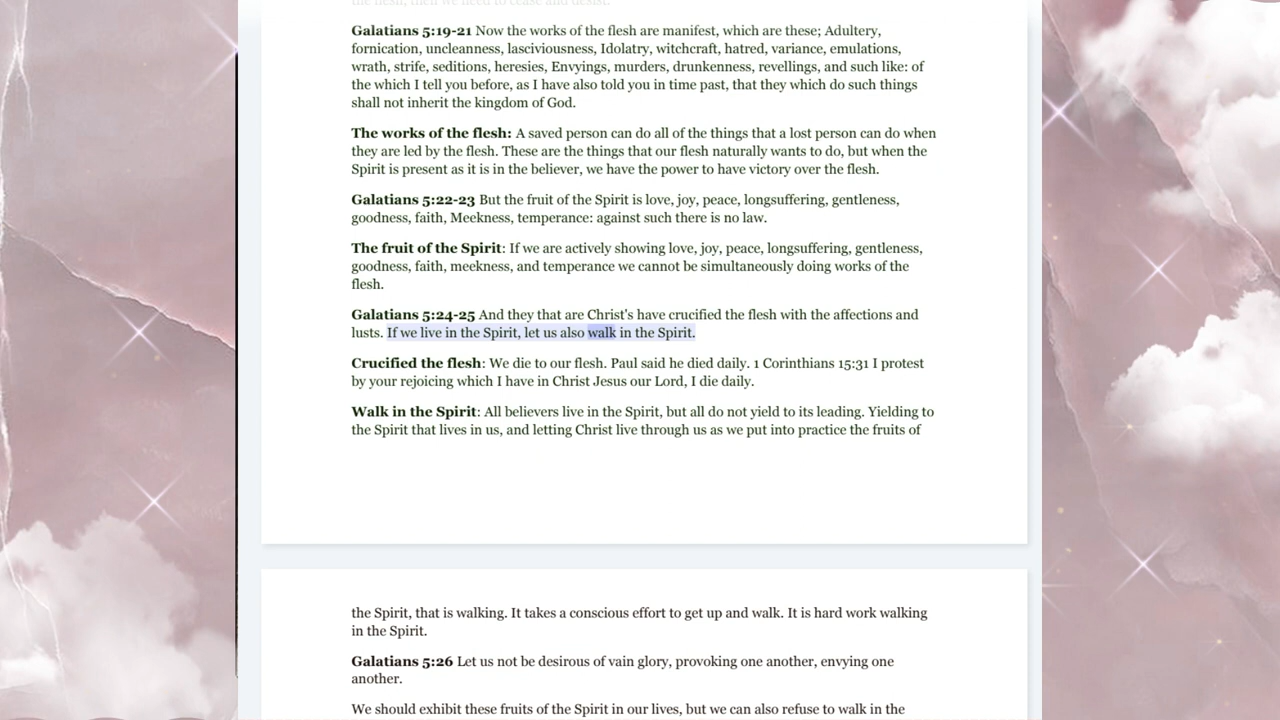 the flesh, then we need to cease and desist.
Galatians 5:19-21 Now the works of the flesh are manifest, which are these; Adultery,
fornication, uncleanness, lasciviousness, Idolatry, witchcraft, hatred, variance, emulations,
wrath, strife, seditions, heresies, Envyings, murders, drunkenness, revellings, and such like: of
the which I tell you before, as I have also told you in time past, that they which do such things
shall not inherit the kingdom of God.
The works of the flesh: A saved person can do all of the things that a lost person can do when
they are led by the flesh. These are the things that our flesh naturally wants to do, but when the
Spirit is present as it is in the believer, we have the power to have victory over the flesh.
Galatians 5:22-23 But the fruit of the Spirit is love, joy, peace, longsuffering, gentleness,
goodness, faith, Meekness, temperance: against such there is no law.
The fruit of the Spirit: If we are actively showing love, joy, peace, longsuffering, gentleness,
goodness, faith, meekness, and temperance we cannot be simultaneously doing works of the
flesh.
Galatians 5:24-25 And they that are Christ's have crucified the flesh with the affections and
lusts. If we live in the Spirit, let us also walk in the Spirit.
Crucified the flesh: We die to our flesh. Paul said he died daily. 1 Corinthians 15:31 I protest
by your rejoicing which I have in Christ Jesus our Lord, I die daily.
Walk in the Spirit: All believers live in the Spirit, but all do not yield to its leading. Yielding to
the Spirit that lives in us, and letting Christ live through us as we put into practice the fruits of
the Spirit, that is walking. It takes a conscious effort to get up and walk. It is hard work walking
in the Spirit.
Galatians 5:26 Let us not be desirous of vain glory, provoking one another, envying one
another.
We should exhibit these fruits of the Spirit in our lives, but we can also refuse to walk in the